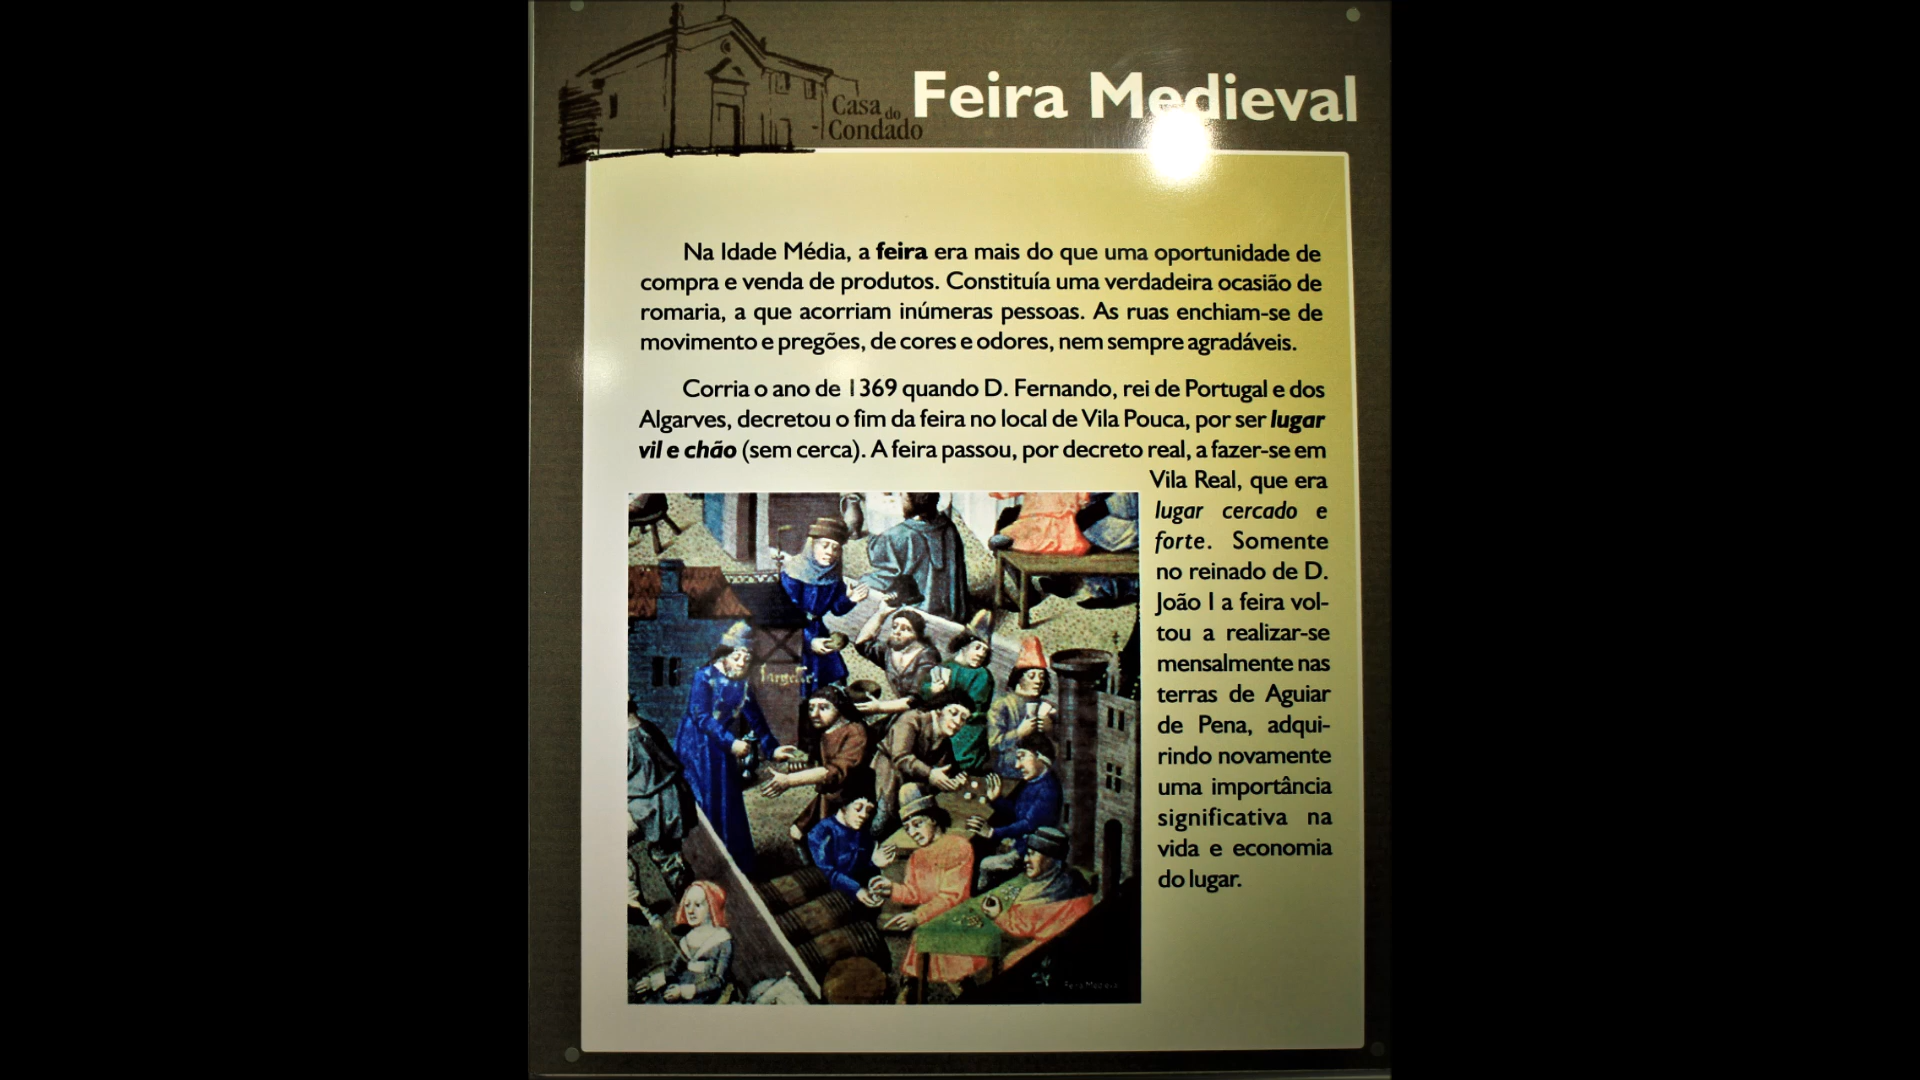 Casa do
Condado
Feira Medieval
Na Idade Média, a feira era mais do que uma oportunidade de
compra e venda de produtos. Constituía uma verdadeira ocasião de
romaria, a que acorriam inúmeras pessoas. As ruas enchiam-se de
movimento e pregões, de cores e odores, nem sempre agradáveis.
Corria o ano de 1369 quando D. Fernando, rei de Portugal e dos
Algarves, decretou o fim da feira no local de Vila Pouca, por ser lugar
vil e chão (sem cerca). A feira passou, por decreto real, a fazer-se em
Vila Real, que era
lugar cercado e
forte. Somente
no reinado de D.
João I a feira vol-
tou a realizar-se
mensalmente nas
terras de Aguiar
de Pena, adqui-
rindo novamente
uma importância
significativa na
vida e economia
do lugar.